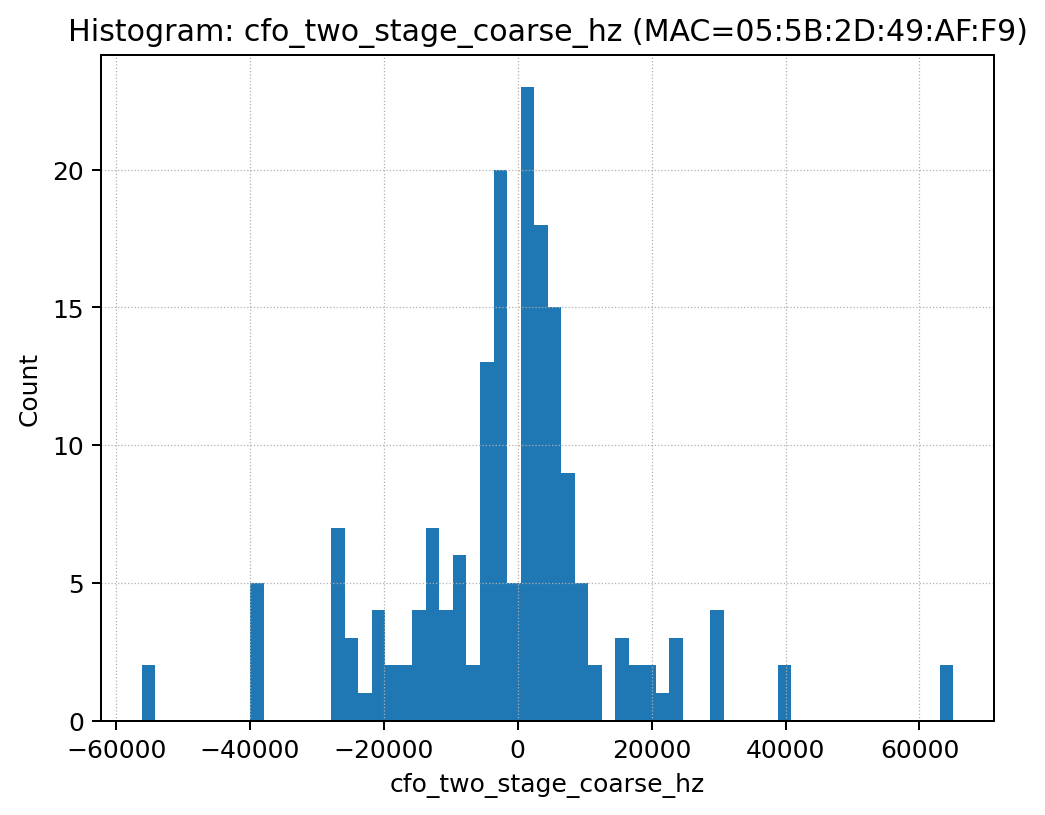 Histogram: cfo_two_stage_coarse_hz (MAC=05:5B:2D:49:AF:F9)
Count
20
15
10
5
0
−60000 −40000 −20000 0 20000 40000 60000
cfo_two_stage_coarse_hz